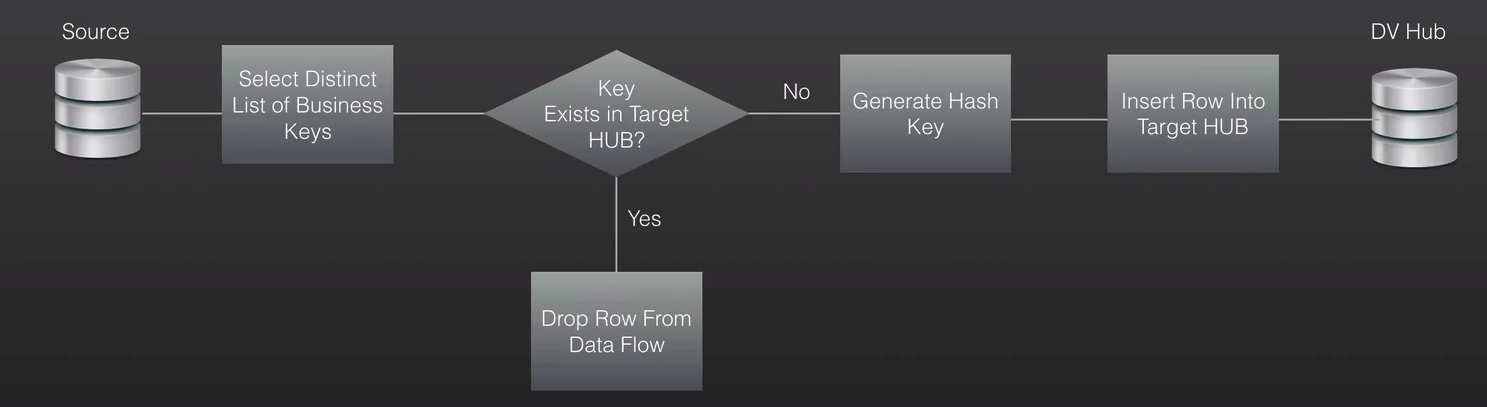 Source
DV Hub
Select Distinct
List of Business
Keys
Key
Exists in Target
HUB?
No
Generate Hash
Key
Insert Row Into
Target HUB
Yes
Drop Row From
Data Flow